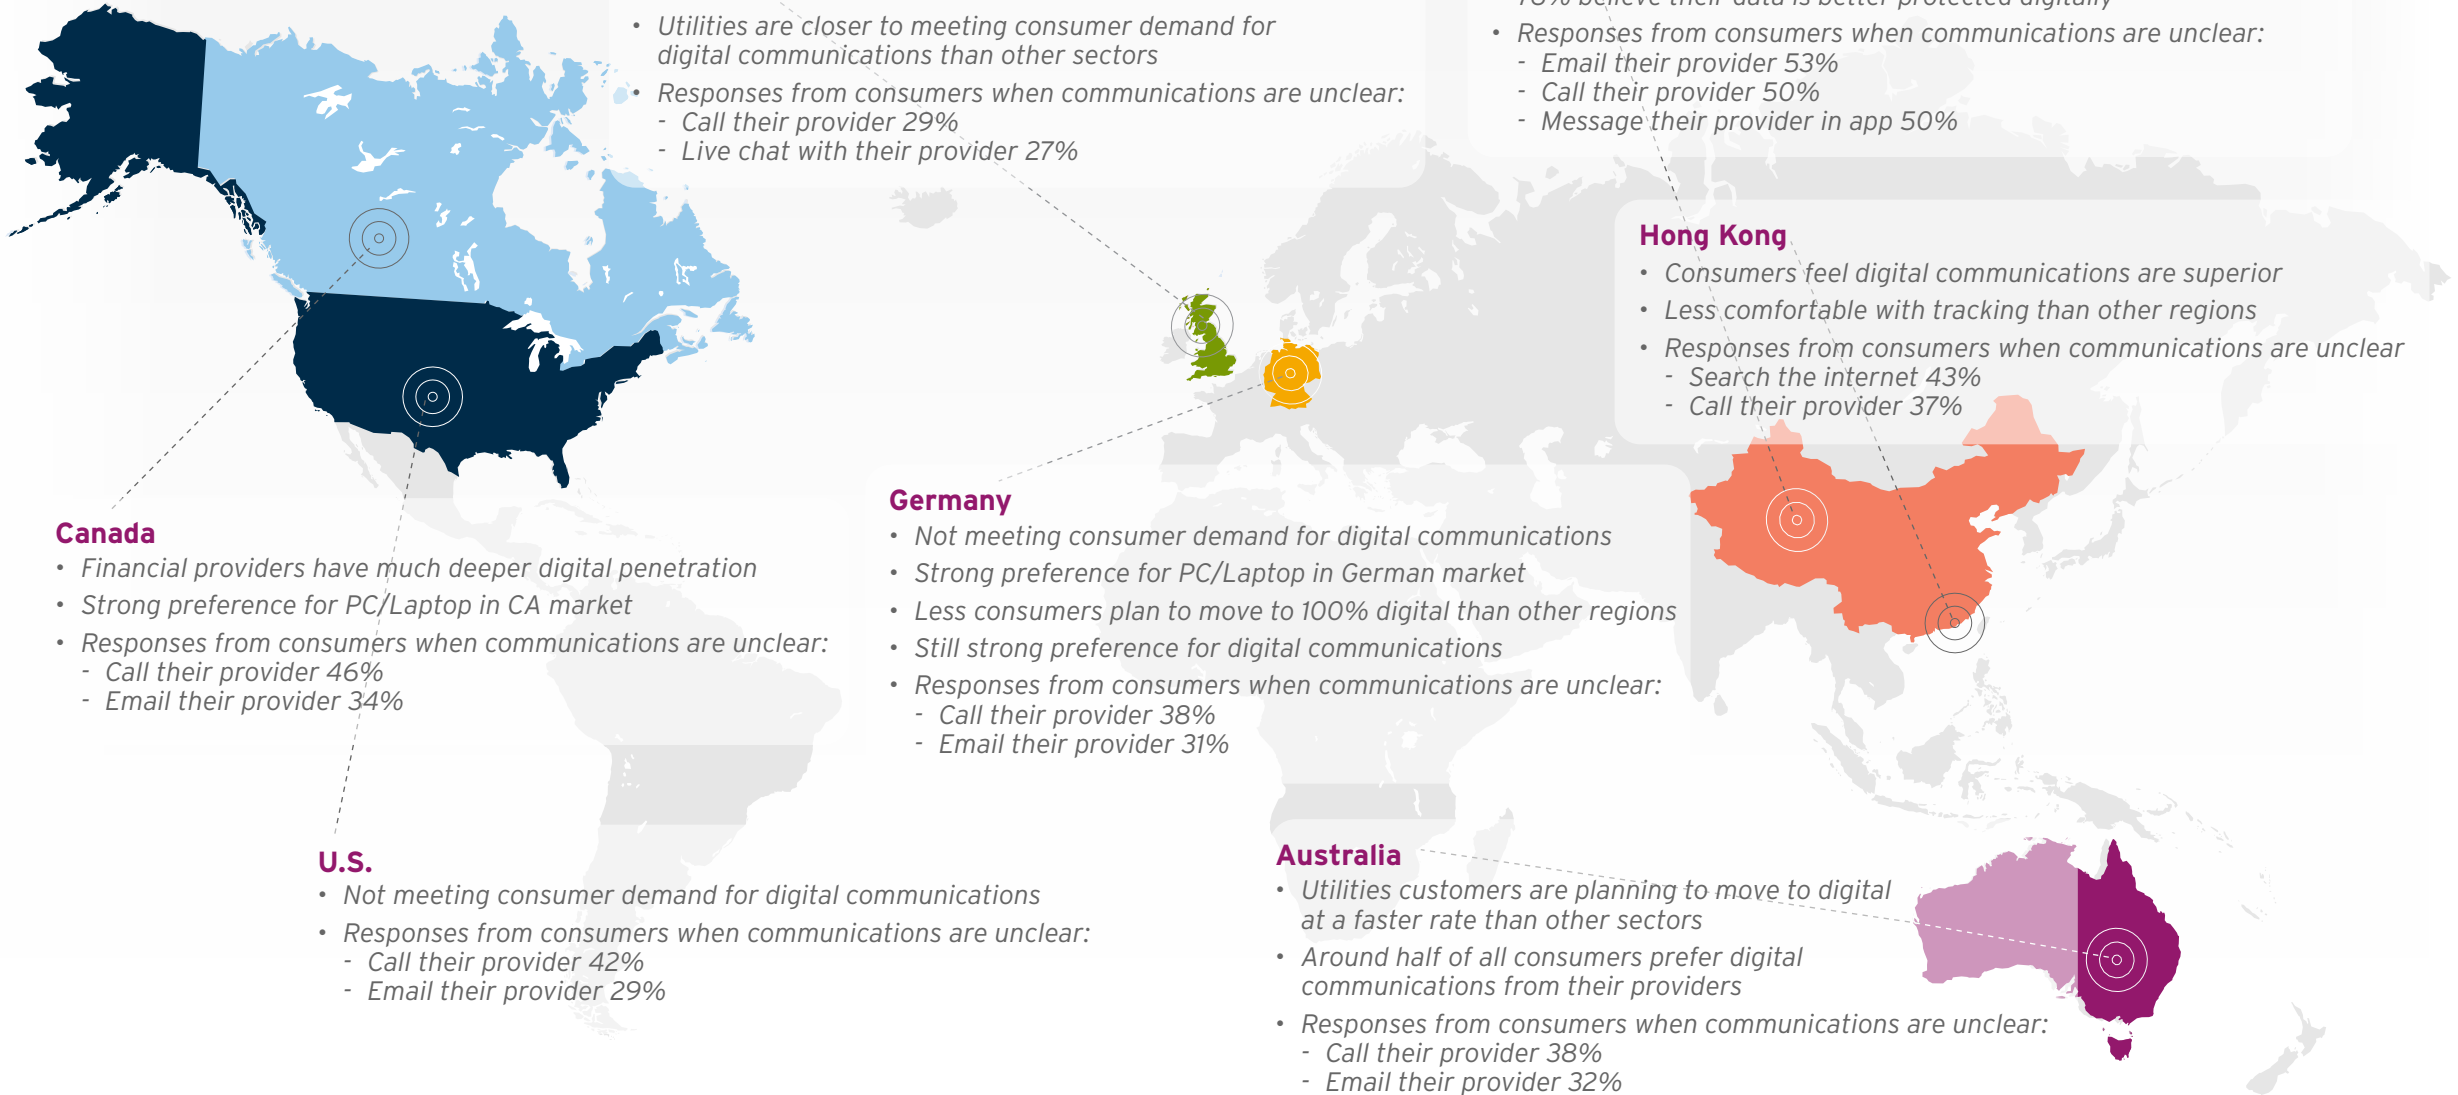 • Utilities are closer to meeting consumer demand for
digital communications than other sectors
• Responses from consumers when communications are unclear:
- Call their provider 29%
- Live chat with their provider 27%
believe their data is better protected digitally
• Responses from consumers when communications are unclear:
- Email their provider 53%
- Call their provider 50%
- Message their provider in app 50%
Hong Kong
• Consumers feel digital communications are superior
• Less comfortable with tracking than other regions
• Responses from consumers when communications are unclear
- Search the internet 43%
- Call their provider 37%
Canada
• Financial providers have much deeper digital penetration
• Strong preference for PC/Laptop in CA market
• Responses from consumers when communications are unclear:
- Call their provider 46%
- Email their provider 34%
Germany
• Not meeting consumer demand for digital communications
• Strong preference for PC/Laptop in German market
• Less consumers plan to move to 100% digital than other regions
• Still strong preference for digital communications
• Responses from consumers when communications are unclear:
- Call their provider 38%
- Email their provider 31%
U.S.
• Not meeting consumer demand for digital communications
• Responses from consumers when communications are unclear:
- Call their provider 42%
- Email their provider 29%
Australia
• Utilities customers are planning to move to digital
at a faster rate than other sectors
• Around half of all consumers prefer digital
communications from their providers
• Responses from consumers when communications are unclear:
- Call their provider 38%
- Email their provider 32%